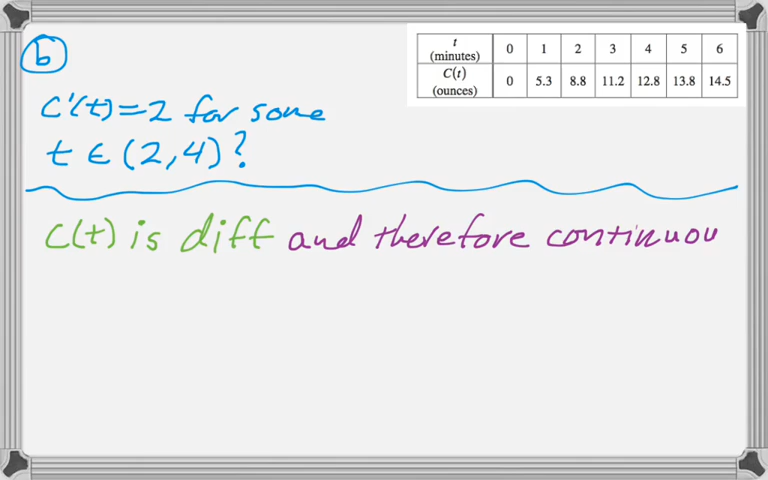 b
t (minutes) 0 1 2 3 4 5 6
C(t) (ounces) 0 5.3 8.8 11.2 12.8 13.8 14.5
C'(t)=2 for some
t ∈ (2,4)?
C(t) is diff and therefore continuou